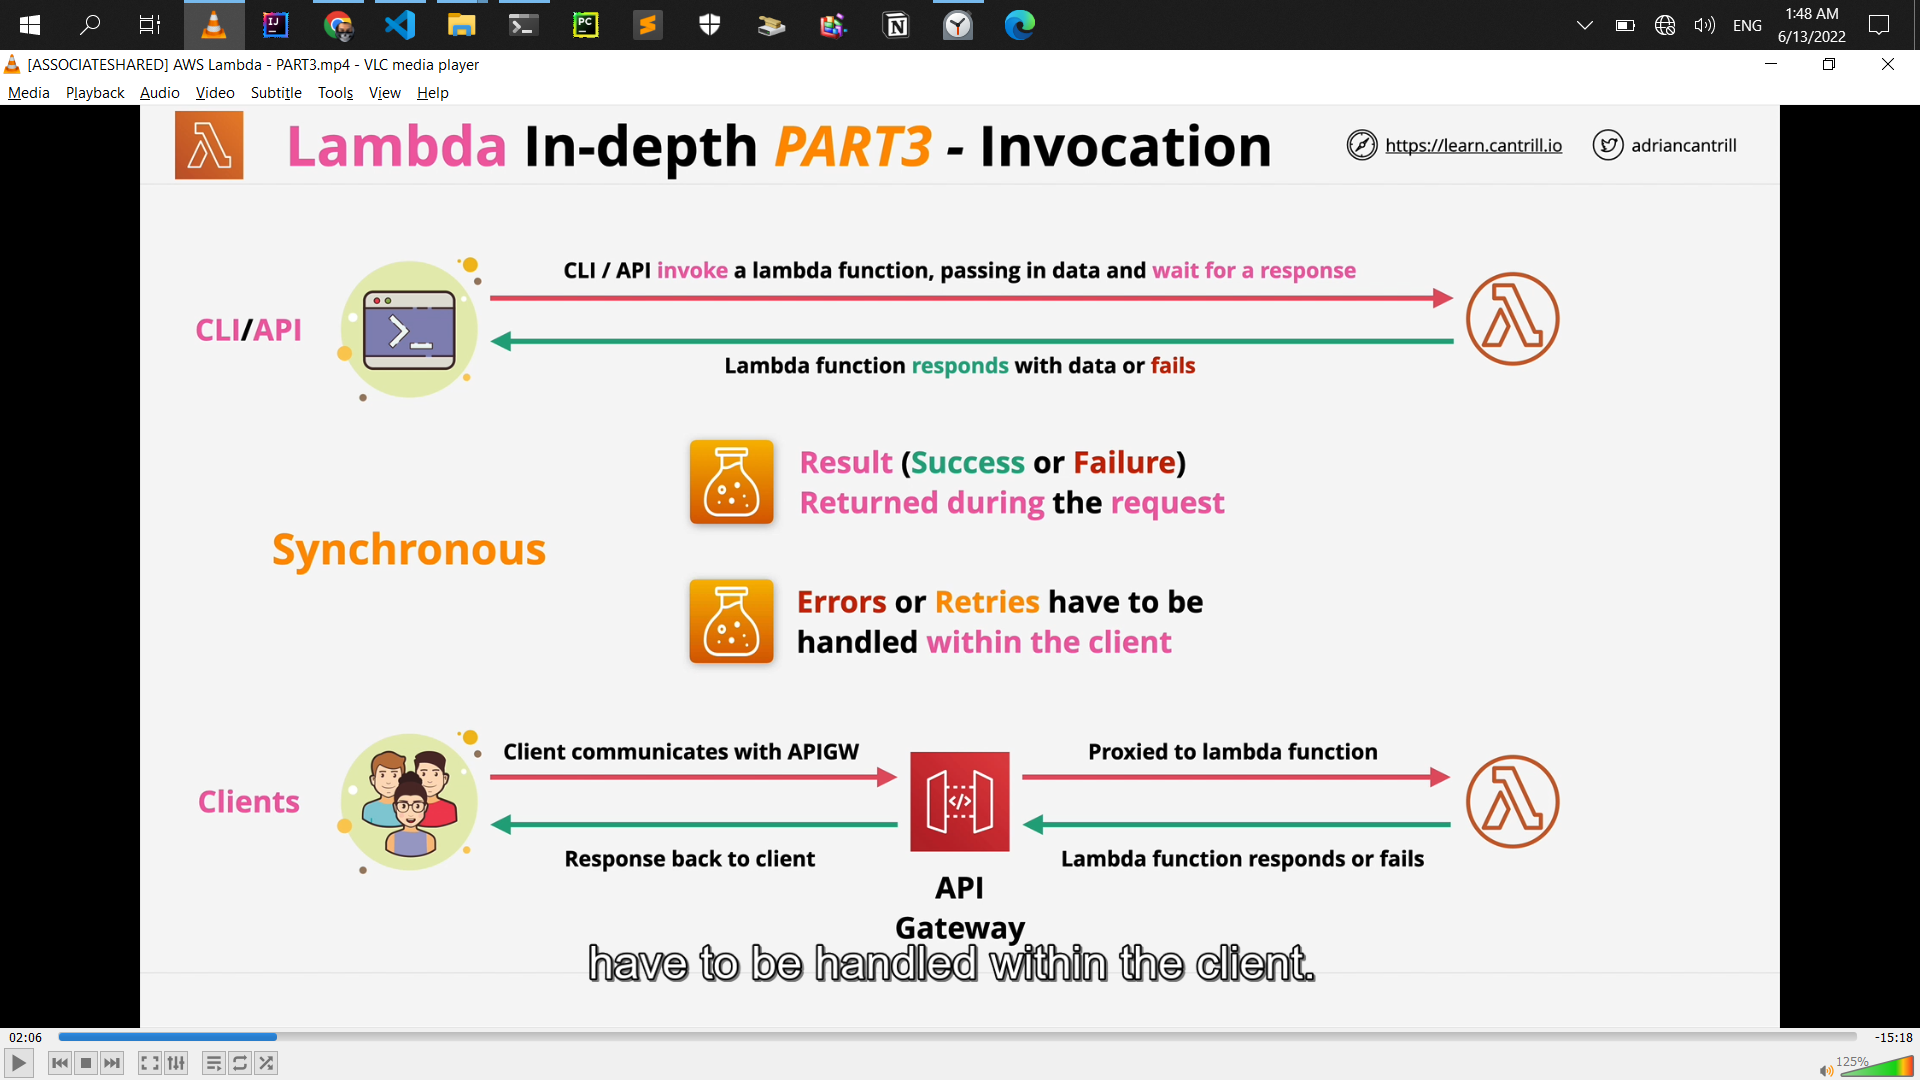 ENG
1:48 AM
6/13/2022
[ASSOCIATESHARED] AWS Lambda - PART3.mp4 - VLC media player
Media Playback Audio Video Subtitle Tools View Help
Lambda In-depth PART3 - Invocation
https://learn.cantrill.io
adriancantrill
CLI / API invoke a lambda function, passing in data and wait for a response
CLI/API
Lambda function responds with data or fails
Result (Success or Failure)
Returned during the request
Synchronous
Errors or Retries have to be
handled within the client
Client communicates with APIGW
Proxied to lambda function
Clients
Response back to client
Lambda function responds or fails
API
Gateway
have to be handled within the client.
02:06
-15:18
125%